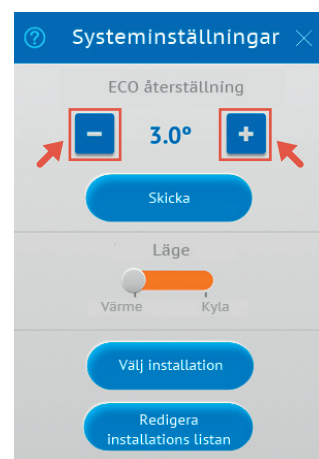 ? Systeminställningar ×
ECO återställning
− 3.0° +
Skicka
Läge
Värme Kyla
Välj installation
Redigera
installations listan